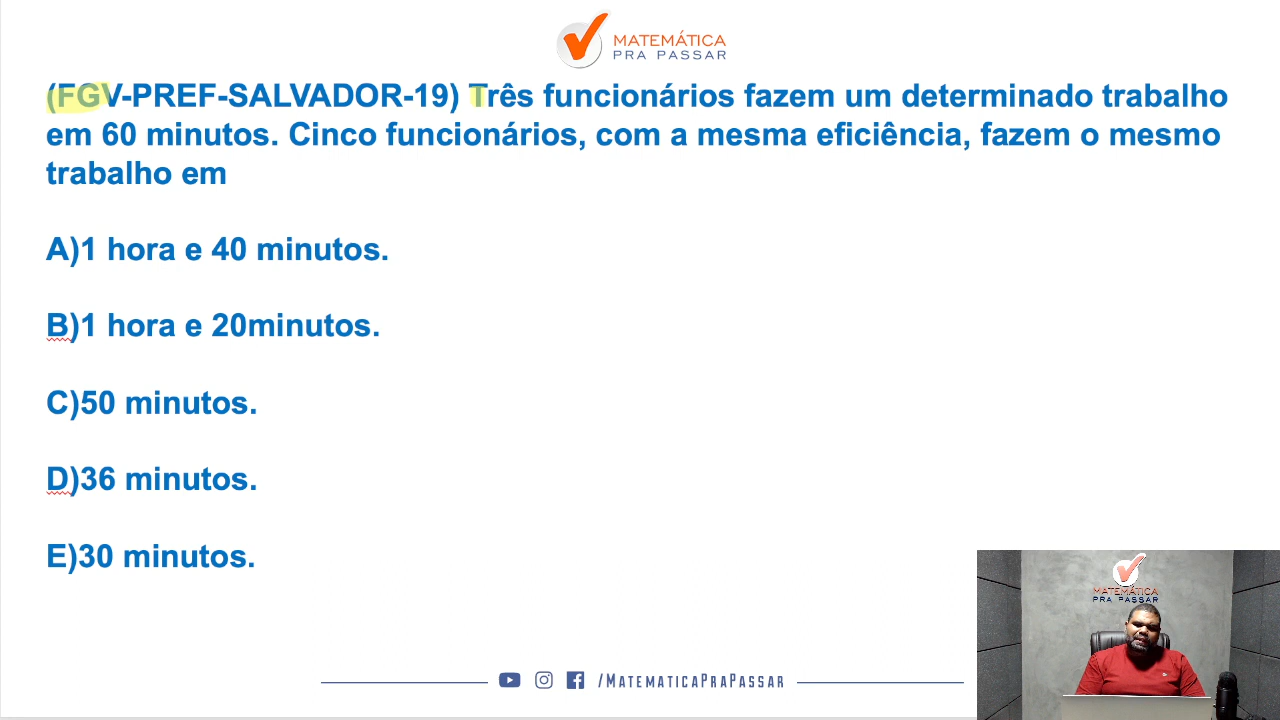 MATEMÁTICA
PRA PASSAR
(FGV-PREF-SALVADOR-19) Três funcionários fazem um determinado trabalho
em 60 minutos. Cinco funcionários, com a mesma eficiência, fazem o mesmo
trabalho em
A)1 hora e 40 minutos.
B)1 hora e 20minutos.
C)50 minutos.
D)36 minutos.
E)30 minutos.
MATEMÁTICA
PRA PASSAR
/MATEMATICAPRAPASSAR